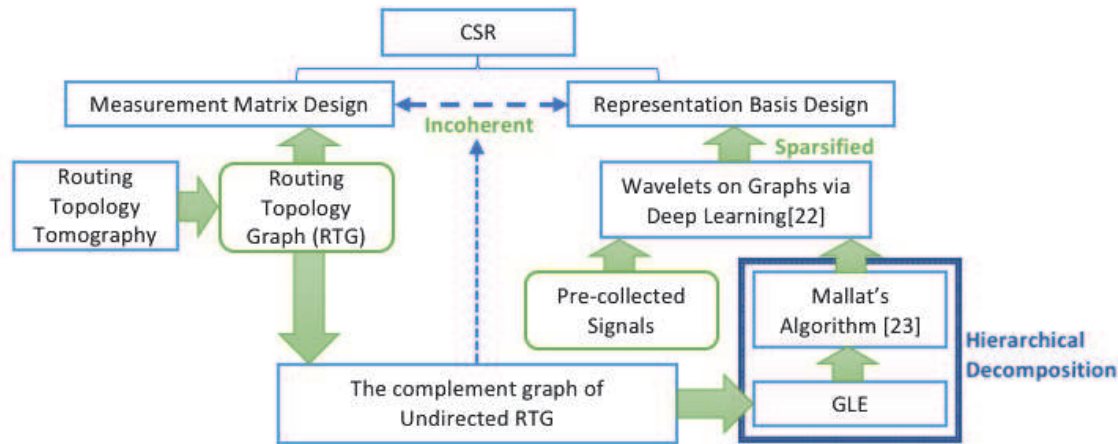 CSR
Measurement Matrix Design
Representation Basis Design
Incoherent
Sparsified
Routing
Topology
Tomography
Routing
Topology
Graph (RTG)
Wavelets on Graphs via
Deep Learning[22]
Pre-collected
Signals
Mallat's
Algorithm [23]
Hierarchical
Decomposition
The complement graph of
Undirected RTG
GLE